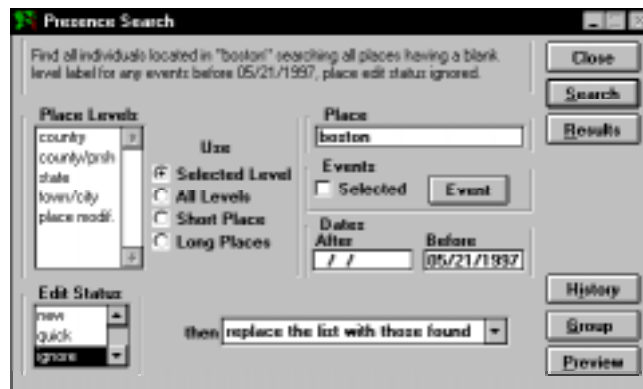 Presence Search
Find all individuals located in "boston" searching all places having a blank
level label for any events before 05/21/1997, place edit status ignored.
Close
Search
Results
Place Levels
county
county/prsh
state
town/city
place modif.
Use
Selected Level
All Levels
Short Place
Long Places
Place
boston
Events
Selected
Event
Dates
After
Before
/ /
05/21/1997
Edit Status
new
quick
ignore
then
replace the list with those found
History
Group
Preview